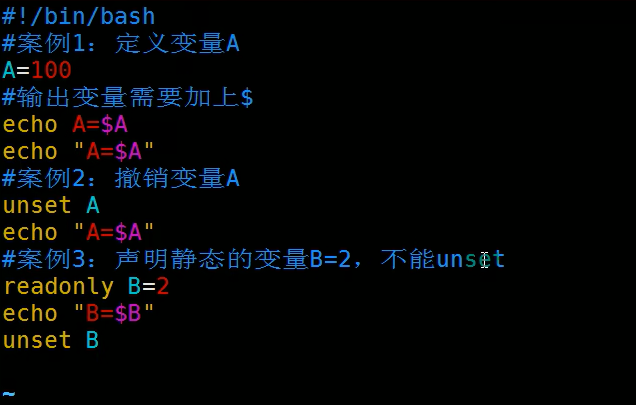 #!/bin/bash
#案例1：定义变量A
A=100
#输出变量需要加上$
echo A=$A
echo "A=$A"
#案例2：撤销变量A
unset A
echo "A=$A"
#案例3：声明静态的变量B=2，不能unset
readonly B=2
echo "B=$B"
unset B
~